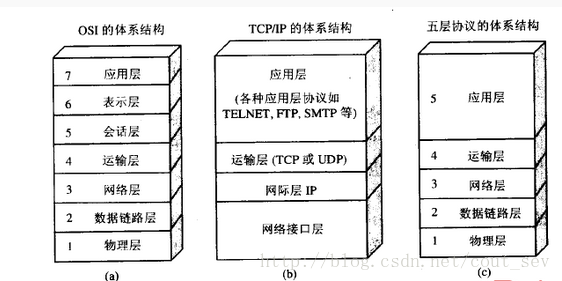 OSI 的体系结构
7 应用层
6 表示层
5 会话层
4 运输层
3 网络层
2 数据链路层
1 物理层
(a)
TCP/IP 的体系结构
应用层
(各种应用层协议如
TELNET, FTP, SMTP 等)
运输层 (TCP 或 UDP)
网际层 IP
网络接口层
(b)
五层协议的体系结构
5 应用层
4 运输层
3 网络层
2 数据链路层
1 物理层
(c)
http://blog.csdn.net/cout_sev